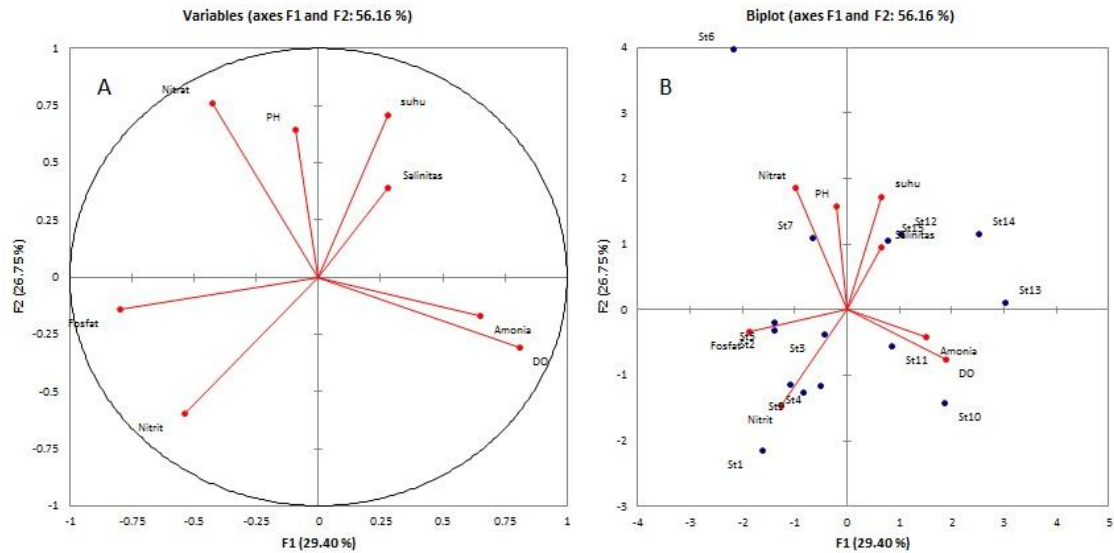 Variables (axes F1 and F2: 56.16 %)
A
Nitrat
PH
suhu
Salinitas
Fosfat
Amonia
DO
Nitrit
1
0.75
0.5
0.25
0
-0.25
-0.5
-0.75
-1
-1
-0.75
-0.5
-0.25
0
0.25
0.5
0.75
1
F2 (26.75 %)
F1 (29.40 %)
Biplot (axes F1 and F2: 56.16 %)
B
St6
Nitrat
PH
suhu
St7
St12
St15
St14
Salinitas
St13
St2
Fosfat
St3
St11
Amonia
DO
St4
Nitrit
St10
St1
4
3
2
1
0
-1
-2
-3
-4
-3
-2
-1
0
1
2
3
4
5
F2 (26.75 %)
F1 (29.40 %)